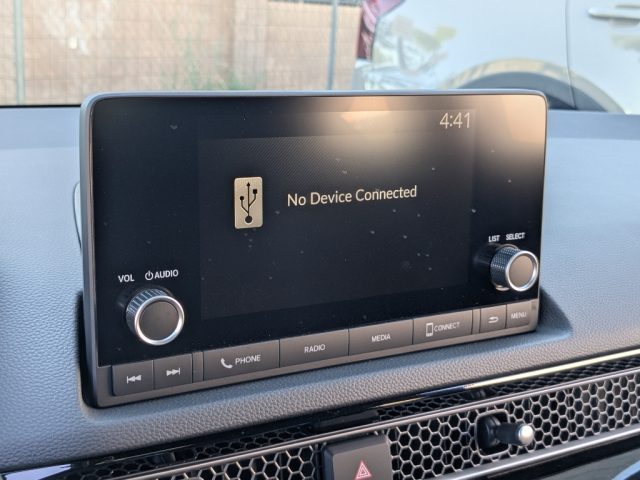 4:41
No Device Connected
LIST SELECT
VOL AUDIO
PHONE RADIO MEDIA CONNECT MENU